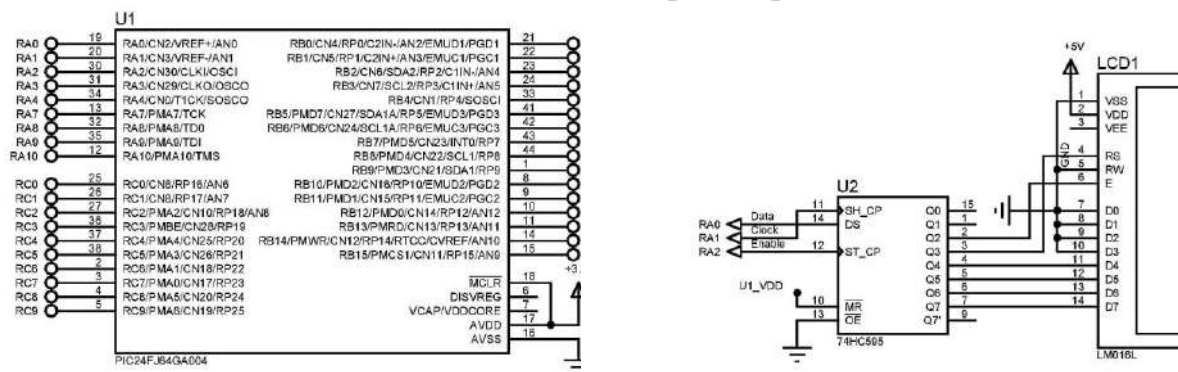 U1
RA0 19 RA0/CN2/VREF+/AN0 RB0/CN4/RP0/C2IN-/AN2/EMUD1/PGD1 21
RA1 20 RA1/CN3/VREF-/AN1 RB1/CN5/RP1/C2IN+/AN3/EMUC1/PGC1 22
RA2 30 RA2/CN30/CLKI/OSCI RB2/CN6/SDA2/RP2/C1IN-/AN4 23
RA3 31 RA3/CN29/CLKO/OSCO RB3/CN7/SCL2/RP3/C1IN+/AN5 24
RA4 34 RA4/CN0/T1CK/SOSCO RB4/CN1/RP4/SOSCI 33
RA7 13 RA7/PMA7/TCK RB5/PMD7/CN27/SDA1A/RP5/EMUD3/PGD3 41
RA8 32 RA8/PMA8/TD0 RB6/PMD6/CN24/SCL1A/RP6/EMUC3/PGC3 42
RA9 35 RA9/PMA9/TDI RB7/PMD5/CN23/INT0/RP7 43
RA10 12 RA10/PMA10/TMS RB8/PMD4/CN22/SCL1/RP8 44
RB9/PMD3/CN21/SDA1/RP9 1
RC0 25 RC0/CN8/RP16/AN6 RB10/PMD2/CN16/RP10/EMUD2/PGD2 8
RC1 26 RC1/CN9/RP17/AN7 RB11/PMD1/CN15/RP11/EMUC2/PGC2 9
RC2 27 RC2/PMA2/CN10/RP18/AN8 RB12/PMD0/CN14/RP12/AN12 10
RC3 36 RC3/PMBE/CN28/RP19 RB13/PMRD/CN13/RP13/AN11 11
RC4 37 RC4/PMA4/CN25/RP20 RB14/PMWR/CN12/RP14/RTCC/CVREF/AN10 14
RC5 38 RC5/PMA3/CN26/RP21 RB15/PMCS1/CN11/RP15/AN9 15
RC6 2 RC6/PMA1/CN18/RP22
RC7 3 RC7/PMA0/CN17/RP23 MCLR 18
RC8 4 RC8/PMA5/CN20/RP24 DISVREG 6
RC9 5 RC9/PMA6/CN19/RP25 VCAP/VDDCORE 7
AVDD 17
AVSS 16
+3.
PIC24FJ64GA004
+5V
LCD1
1 VSS
2 VDD
3 VEE
GND
4 RS
5 RW
6 E
7 D0
8 D1
9 D2
10 D3
11 D4
12 D5
13 D6
14 D7
LM016L
U2
RA0 Data 11 SH_CP Q0 15
RA1 Clock 14 DS Q1 1
RA2 Enable 12 ST_CP Q2 2
Q3 3
Q4 4
Q5 5
U1_VDD Q6 6
10 MR Q7 7
13 OE Q7' 9
74HC595